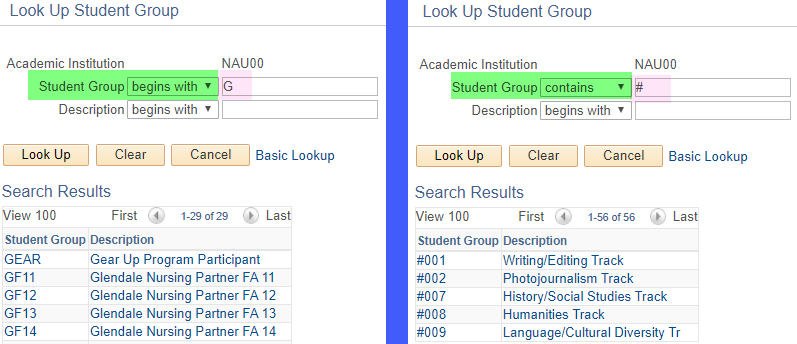 Look Up Student Group
Academic Institution NAU00
Student Group begins with ▼ G
Description begins with ▼
Look Up Clear Cancel Basic Lookup
Search Results
View 100 First 1-29 of 29 Last
Student Group Description
GEAR Gear Up Program Participant
GF11 Glendale Nursing Partner FA 11
GF12 Glendale Nursing Partner FA 12
GF13 Glendale Nursing Partner FA 13
GF14 Glendale Nursing Partner FA 14
Look Up Student Group
Academic Institution NAU00
Student Group contains ▼ #
Description begins with ▼
Look Up Clear Cancel Basic Lookup
Search Results
View 100 First 1-56 of 56 Last
Student Group Description
#001 Writing/Editing Track
#002 Photojournalism Track
#007 History/Social Studies Track
#008 Humanities Track
#009 Language/Cultural Diversity Tr